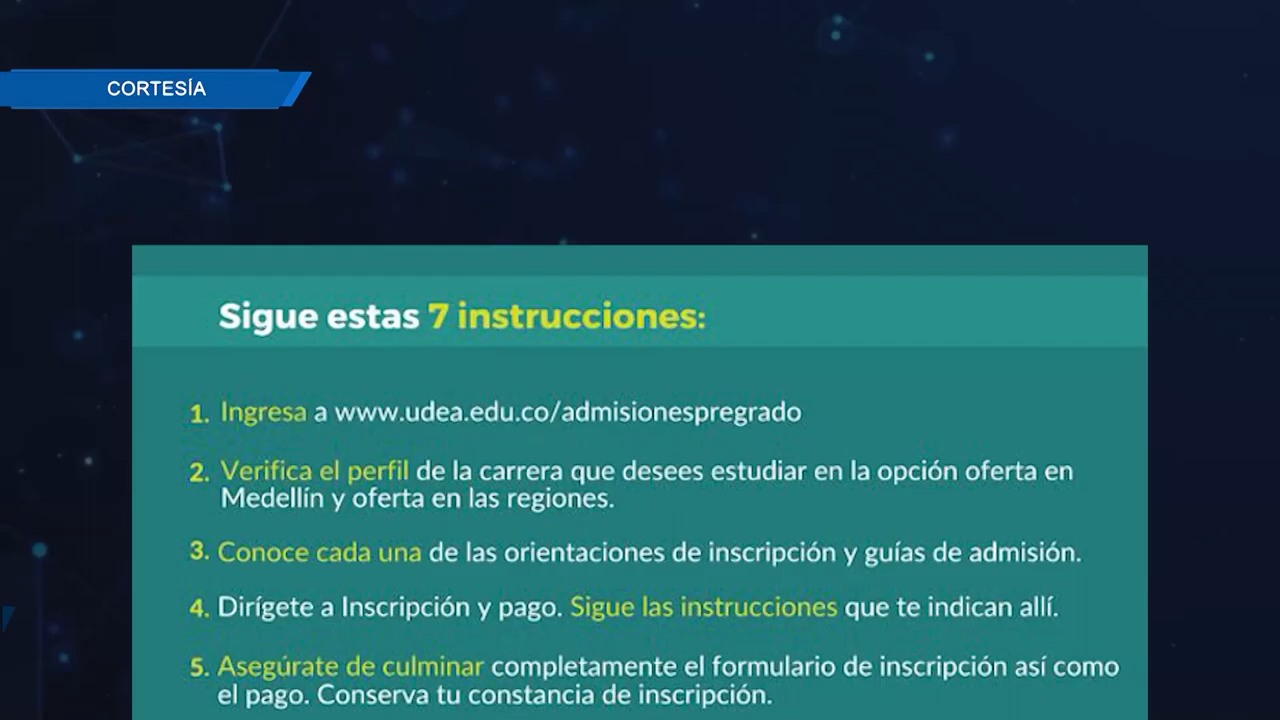 CORTESÍA
Sigue estas 7 instrucciones:
1. Ingresa a www.udea.edu.co/admisionespregrado
2. Verifica el perfil de la carrera que desees estudiar en la opción oferta en
Medellín y oferta en las regiones.
3. Conoce cada una de las orientaciones de inscripción y guías de admisión.
4. Dirígete a Inscripción y pago. Sigue las instrucciones que te indican allí.
5. Asegúrate de culminar completamente el formulario de inscripción así como
el pago. Conserva tu constancia de inscripción.